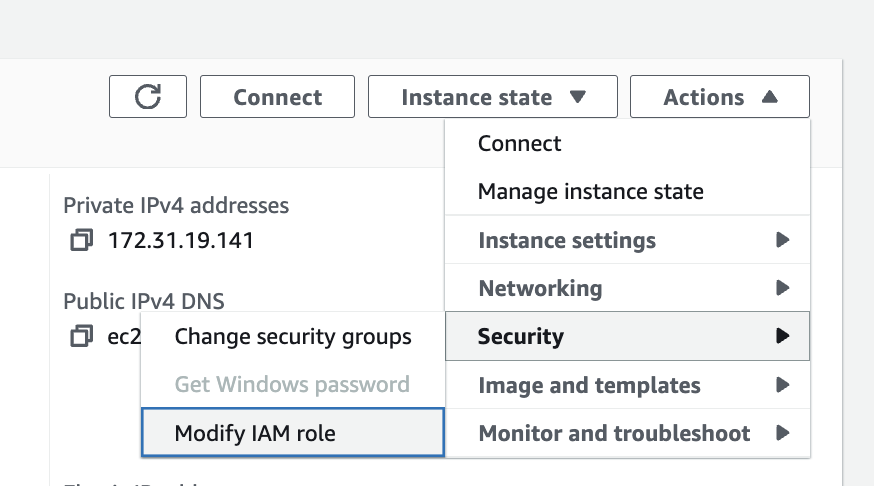 Connect
Instance state
Actions
Connect
Manage instance state
Private IPv4 addresses
172.31.19.141
Instance settings
Networking
Public IPv4 DNS
ec2
Change security groups
Security
Get Windows password
Image and templates
Modify IAM role
Monitor and troubleshoot